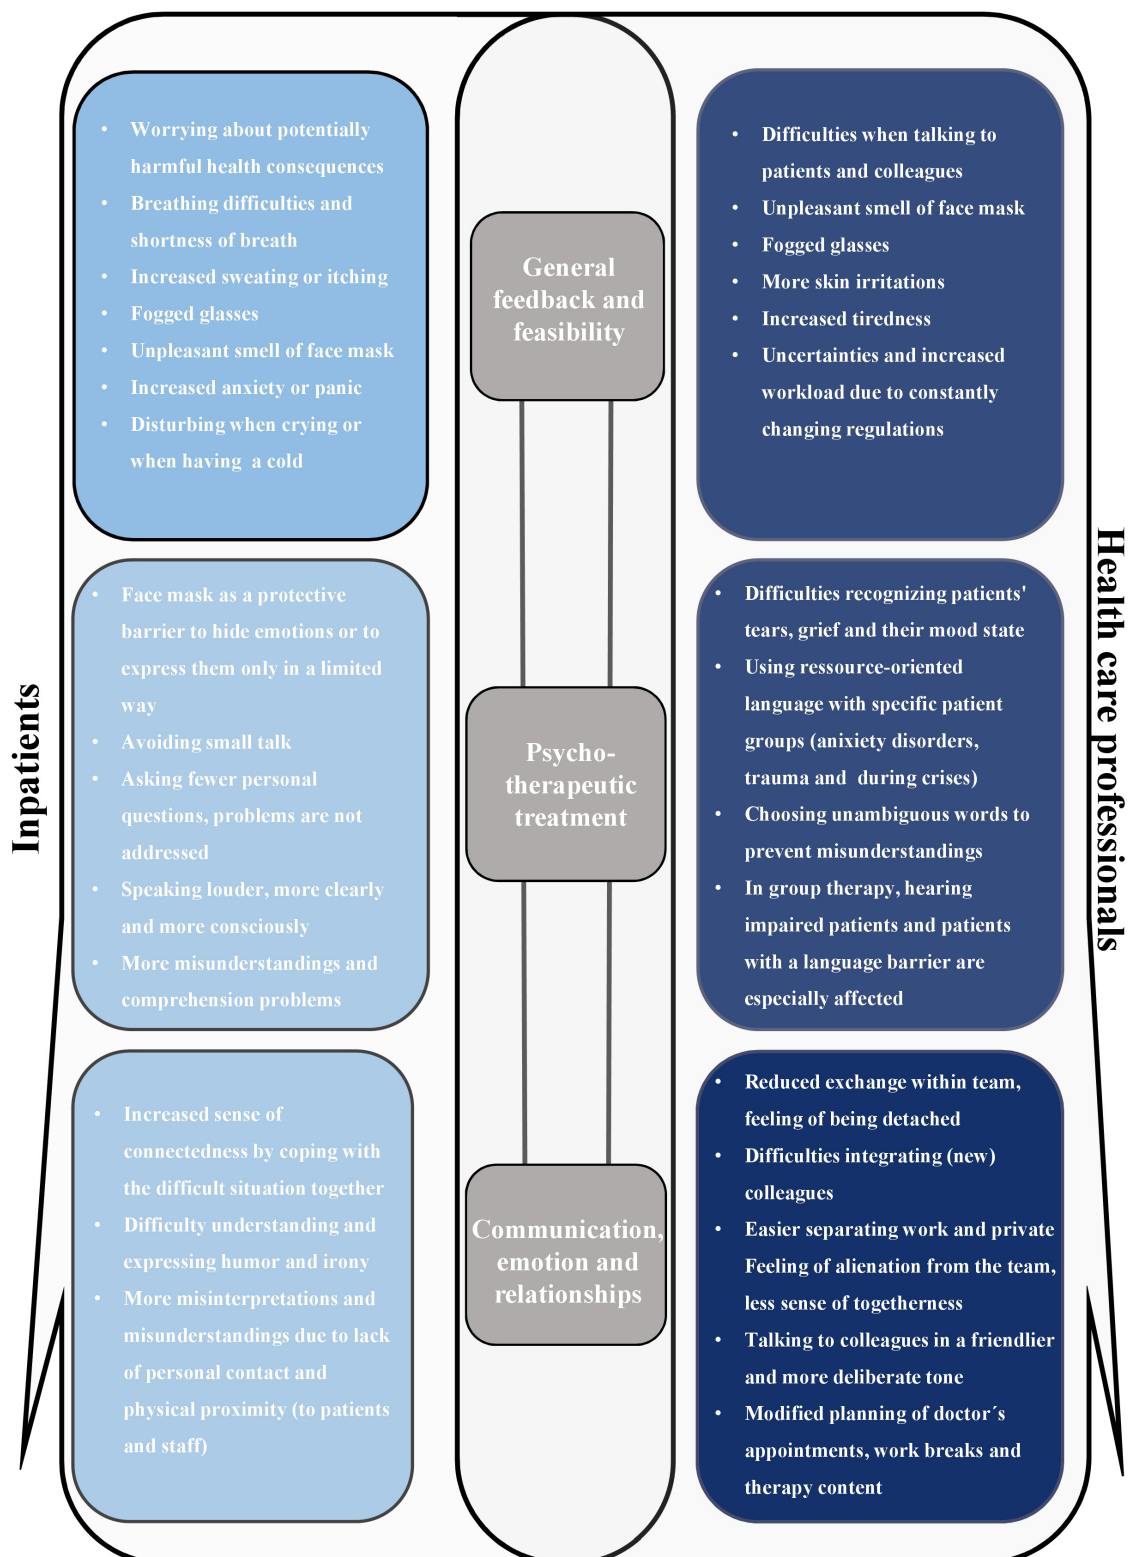 Inpatients
• Worrying about potentially
harmful health consequences
• Breathing difficulties and
shortness of breath
• Increased sweating or itching
• Fogged glasses
• Unpleasant smell of face mask
• Increased anxiety or panic
• Disturbing when crying or
when having  a cold
• Face mask as a protective
barrier to hide emotions or to
express them only in a limited
way
• Avoiding small talk
• Asking fewer personal
questions, problems are not
addressed
• Speaking louder, more clearly
and more consciously
• More misunderstandings and
comprehension problems
• Increased sense of
connectedness by coping with
the difficult situation together
• Difficulty understanding and
expressing humor and irony
• More misinterpretations and
misunderstandings due to lack
of personal contact and
physical proximity (to patients
and staff)
General
feedback and
feasibility
Psycho-
therapeutic
treatment
Communication,
emotion and
relationships
• Difficulties when talking to
patients and colleagues
• Unpleasant smell of face mask
• Fogged glasses
• More skin irritations
• Increased tiredness
• Uncertainties and increased
workload due to constantly
changing regulations
• Difficulties recognizing patients'
tears, grief and their mood state
• Using ressource-oriented
language with specific patient
groups (anixiety disorders,
trauma and  during crises)
• Choosing unambiguous words to
prevent misunderstandings
• In group therapy, hearing
impaired patients and patients
with a language barrier are
especially affected
• Reduced exchange within team,
feeling of being detached
• Difficulties integrating (new)
colleagues
• Easier separating work and private
Feeling of alienation from the team,
less sense of togetherness
• Talking to colleagues in a friendlier
and more deliberate tone
• Modified planning of doctor´s
appointments, work breaks and
therapy content
Health care professionals